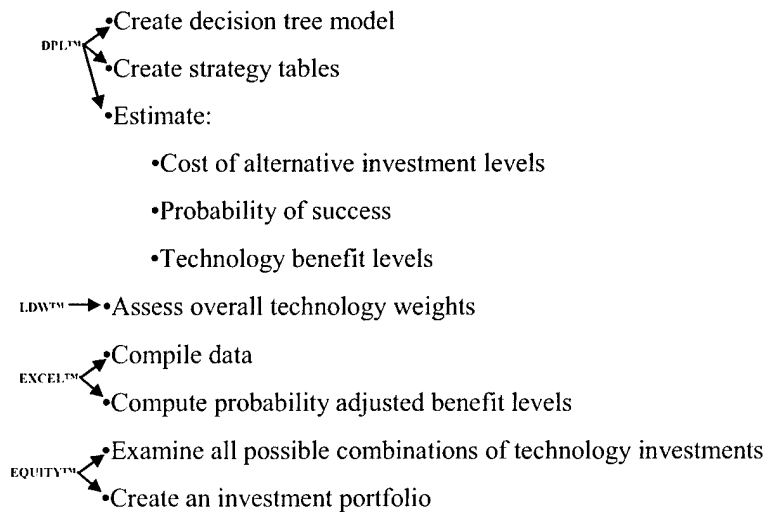 •Create decision tree model
DPL™
•Create strategy tables
•Estimate:
•Cost of alternative investment levels
•Probability of success
•Technology benefit levels
LDW™ •Assess overall technology weights
•Compile data
EXCEL™
•Compute probability adjusted benefit levels
•Examine all possible combinations of technology investments
EQUITY™
•Create an investment portfolio